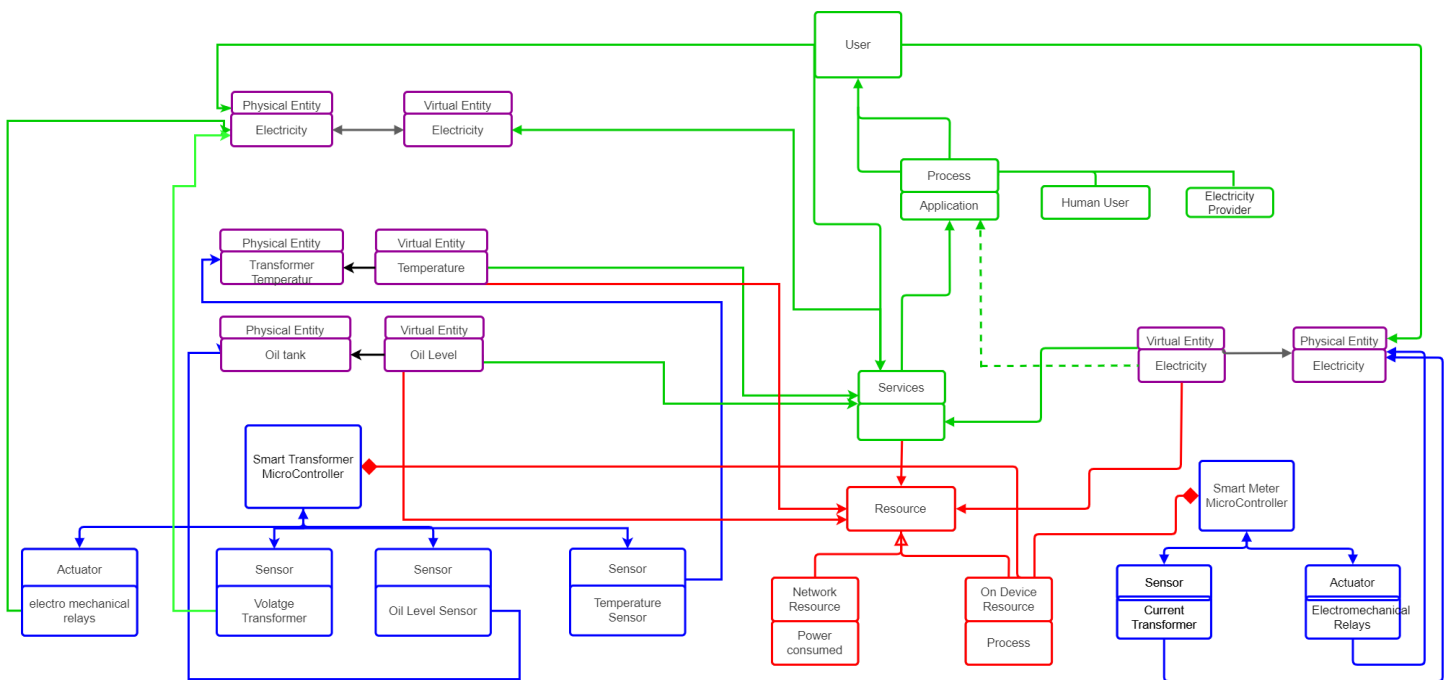 User
Physical Entity
Electricity
Virtual Entity
Electricity
Process
Application
Human User
Electricity
Provider
Physical Entity
Transformer
Temperatur
Virtual Entity
Temperature
Physical Entity
Oil tank
Virtual Entity
Oil Level
Virtual Entity
Electricity
Physical Entity
Electricity
Services
Smart Transformer
MicroController
Resource
Smart Meter
MicroController
Actuator
electro mechanical
relays
Sensor
Volatge
Transformer
Sensor
Oil Level Sensor
Sensor
Temperature
Sensor
Network
Resource
Power
consumed
On Device
Resource
Process
Sensor
Current
Transformer
Actuator
Electromechanical
Relays